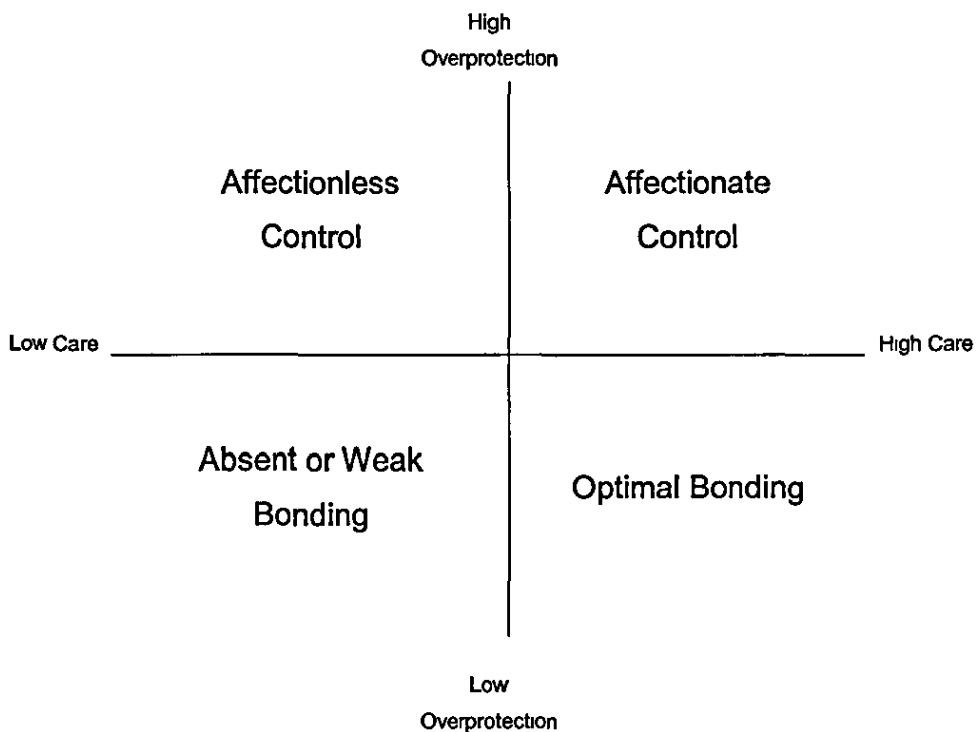 High
Overprotection
Affectionless
Control
Affectionate
Control
Low Care
High Care
Absent or Weak
Bonding
Optimal Bonding
Low
Overprotection